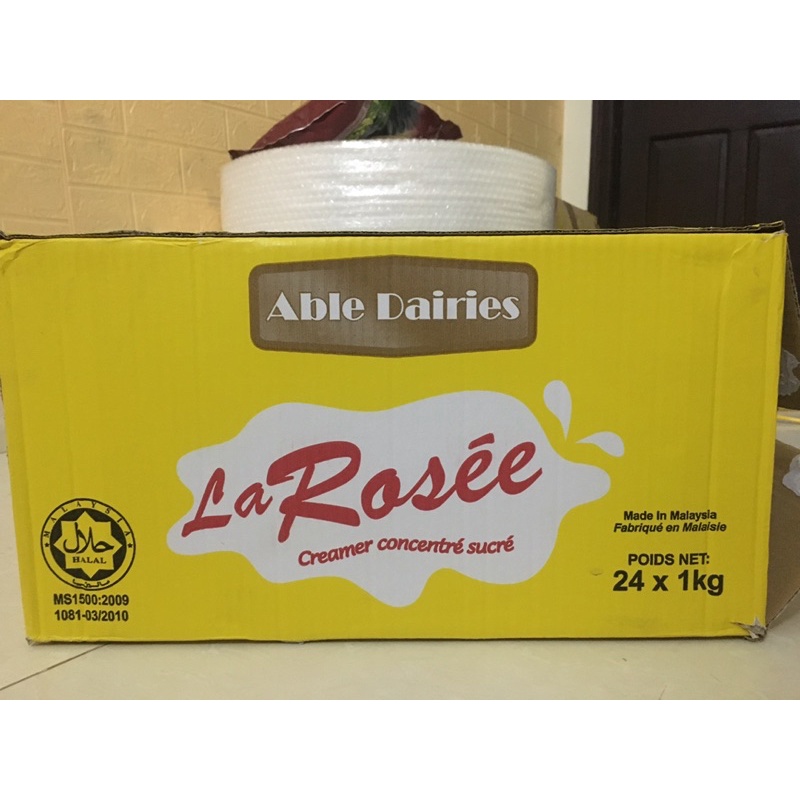 Able Dairies
La Rosée
Creamer concentré sucré
MALAYSIA
حلال
HALAL
MS1500:2009
1081-03/2010
Made In Malaysia
Fabriqué en Malaisie
POIDS NET:
24 x 1kg